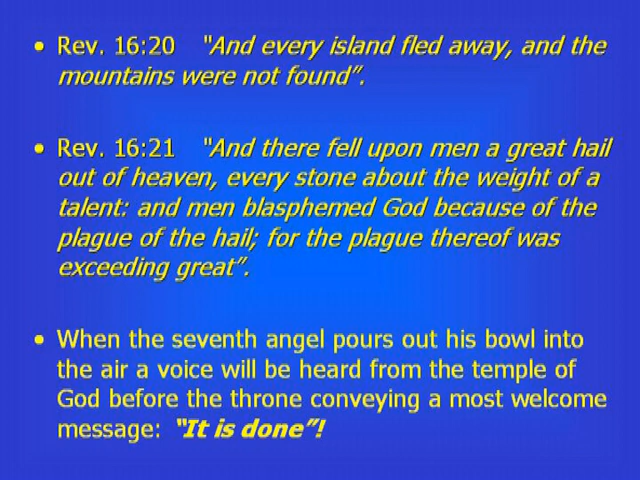 • Rev. 16:20 "And every island fled away, and the
mountains were not found".
• Rev. 16:21 "And there fell upon men a great hail
out of heaven, every stone about the weight of a
talent: and men blasphemed God because of the
plague of the hail; for the plague thereof was
exceeding great".
• When the seventh angel pours out his bowl into
the air a voice will be heard from the temple of
God before the throne conveying a most welcome
message: "It is done"!